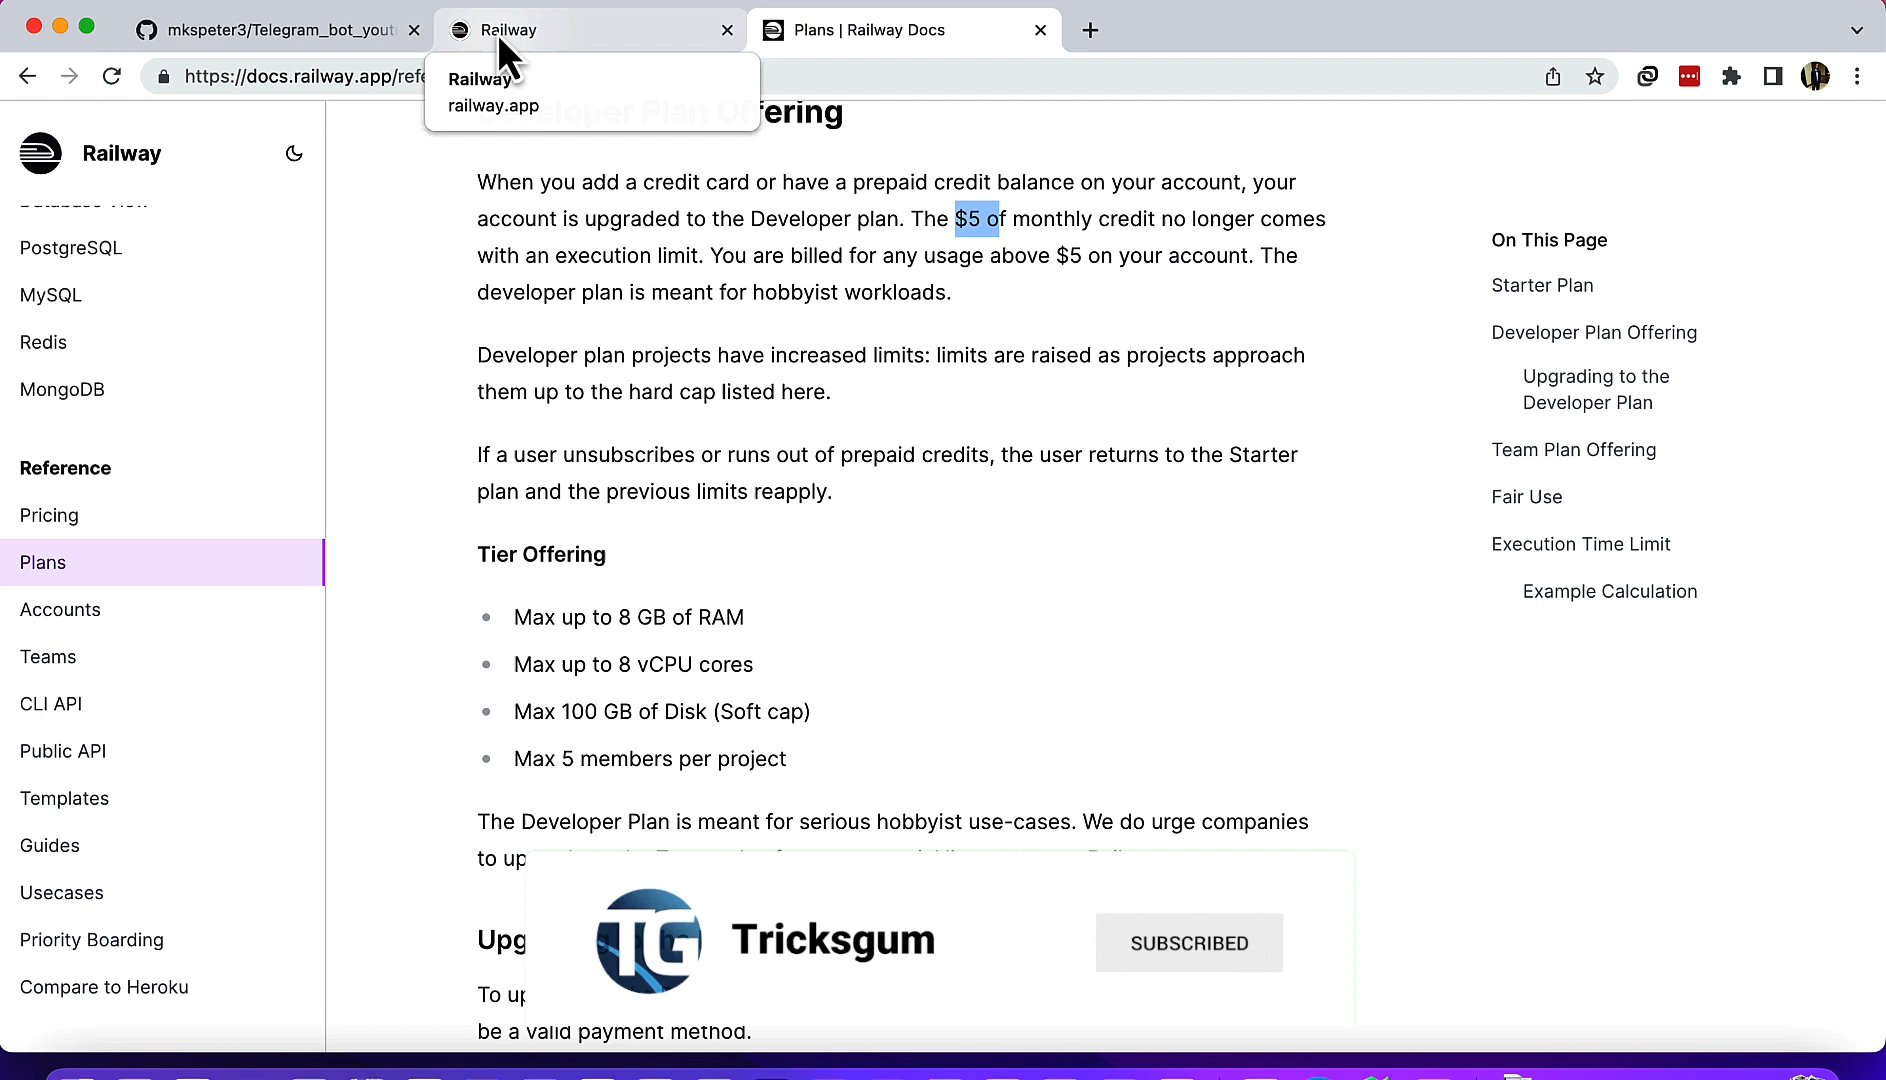 mkspeter3/Telegram_bot_yout
Railway
Plans | Railway Docs
https://docs.railway.app/refe
Railway
railway.app
Developer Plan Offering
Railway
Database View
PostgreSQL
MySQL
Redis
MongoDB
Reference
Pricing
Plans
Accounts
Teams
CLI API
Public API
Templates
Guides
Usecases
Priority Boarding
Compare to Heroku
When you add a credit card or have a prepaid credit balance on your account, your
account is upgraded to the Developer plan. The $5 of monthly credit no longer comes
with an execution limit. You are billed for any usage above $5 on your account. The
developer plan is meant for hobbyist workloads.
Developer plan projects have increased limits: limits are raised as projects approach
them up to the hard cap listed here.
If a user unsubscribes or runs out of prepaid credits, the user returns to the Starter
plan and the previous limits reapply.
Tier Offering
Max up to 8 GB of RAM
Max up to 8 vCPU cores
Max 100 GB of Disk (Soft cap)
Max 5 members per project
The Developer Plan is meant for serious hobbyist use-cases. We do urge companies
to up
Upg
To up
be a valid payment method.
TG
Tricksgum
SUBSCRIBED
On This Page
Starter Plan
Developer Plan Offering
Upgrading to the
Developer Plan
Team Plan Offering
Fair Use
Execution Time Limit
Example Calculation